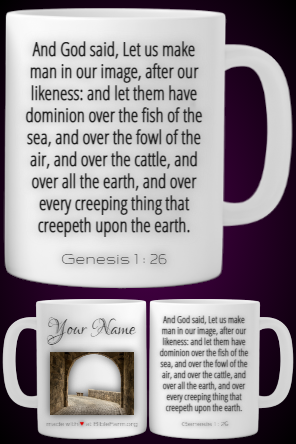 And God said, Let us make
man in our image, after our
likeness: and let them have
dominion over the fish of the
sea, and over the fowl of the
air, and over the cattle, and
over all the earth, and over
every creeping thing that
creepeth upon the earth.
Genesis 1 : 26
Your Name
made with ♥ at BibleFarm.org
And God said, Let us make
man in our image, after our
likeness: and let them have
dominion over the fish of the
sea, and over the fowl of the
air, and over the cattle, and
over all the earth, and over
every creeping thing that
creepeth upon the earth.
Genesis 1 : 26